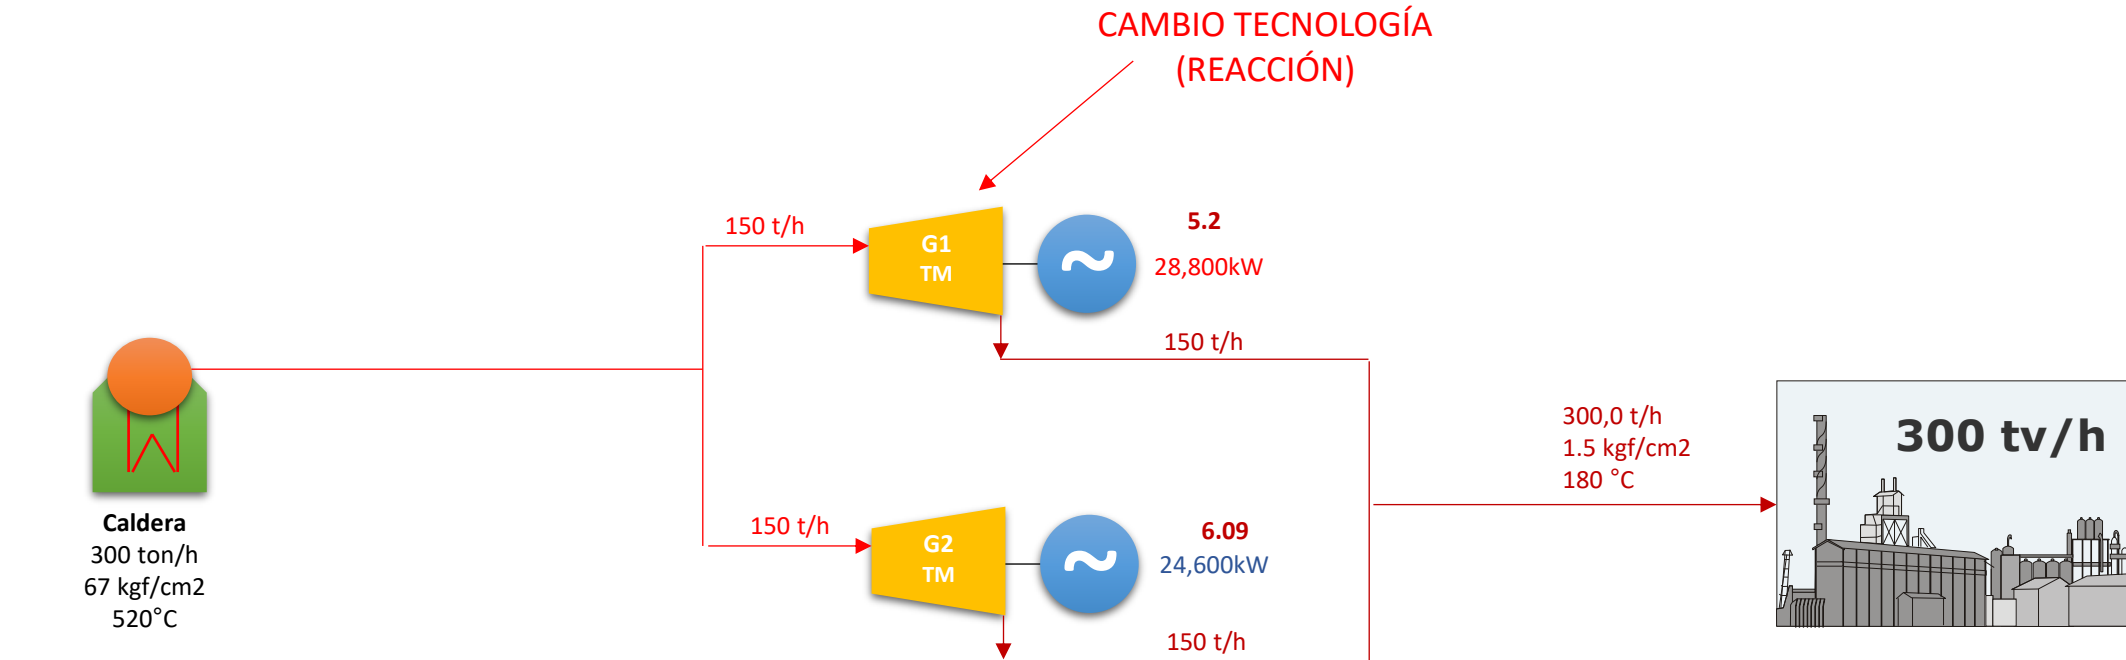 CAMBIO TECNOLOGÍA
(REACCIÓN)
150 t/h
G1
TM
~
5.2
28,800kW
150 t/h
Caldera
300 ton/h
67 kgf/cm2
520°C
300,0 t/h
1.5 kgf/cm2
180 °C
300 tv/h
150 t/h
G2
TM
~
6.09
24,600kW
150 t/h